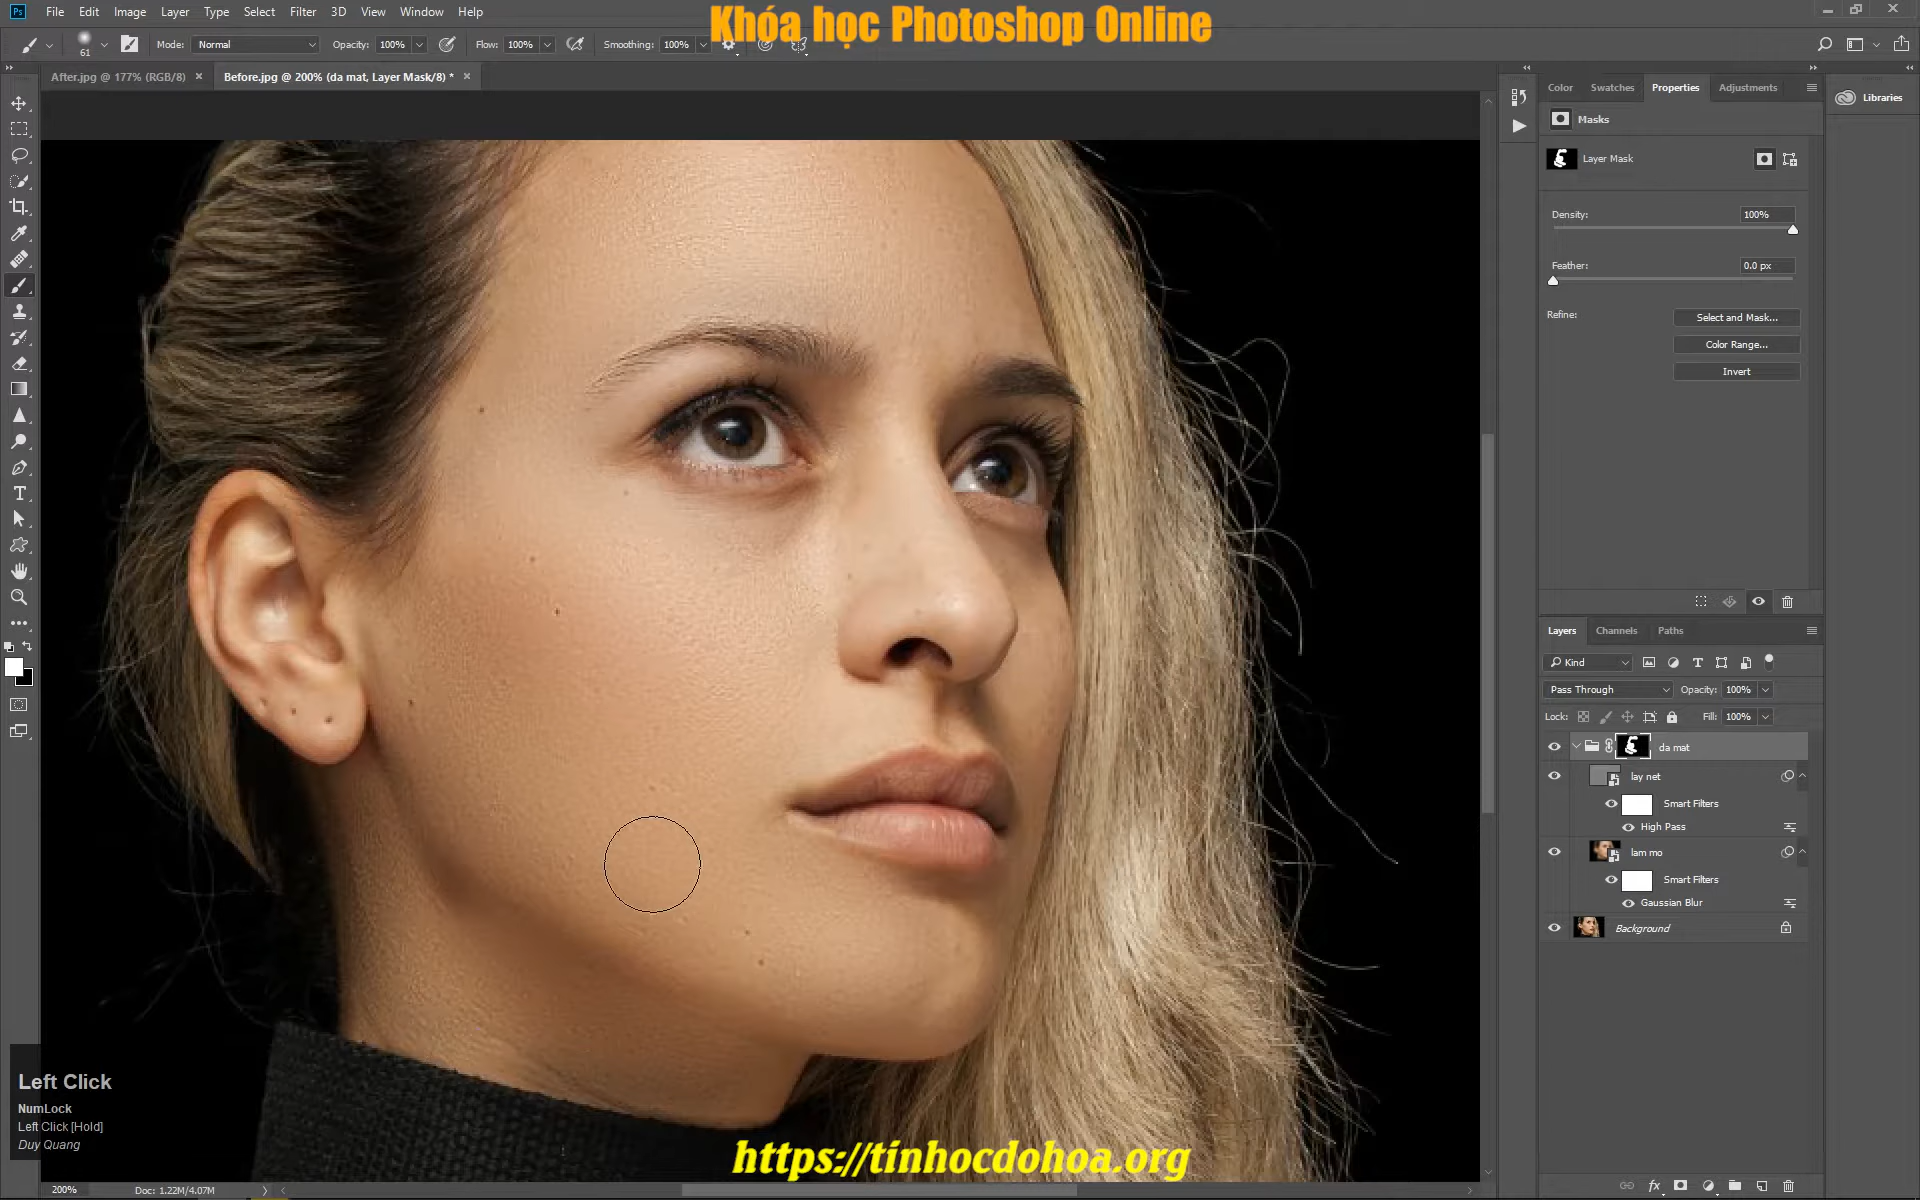 Ps File Edit Image Layer Type Select Filter 3D View Window Help
Khóa học Photoshop Online
61 Mode: Normal Opacity: 100% Flow: 100% Smoothing: 100%
After.jpg @ 177% (RGB/8) × Before.jpg @ 200% (da mat, Layer Mask/8) * ×
Color Swatches Properties Adjustments
Libraries
Masks
Layer Mask
Density: 100%
Feather: 0.0 px
Refine: Select and Mask...
Color Range...
Invert
Layers Channels Paths
Kind
Pass Through Opacity: 100%
Lock: Fill: 100%
da mat
lay net
Smart Filters
High Pass
lam mo
Smart Filters
Gaussian Blur
Background
Left Click
NumLock
Left Click [Hold]
Duy Quang
https://tinhocdohoa.org
200% Doc: 1.22M/4.07M
fx